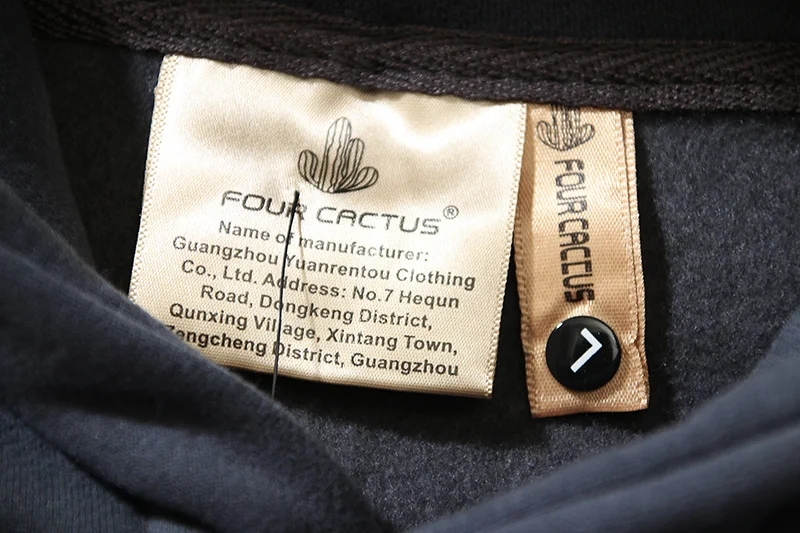 FOUR CACTUS®
Name of manufacturer:
Guangzhou Yuanrentou Clothing
Co., Ltd. Address: No.7 Hequn
Road, Dongkeng District,
Qunxing Village, Xintang Town,
Zengcheng District, Guangzhou
FOUR CACTUS